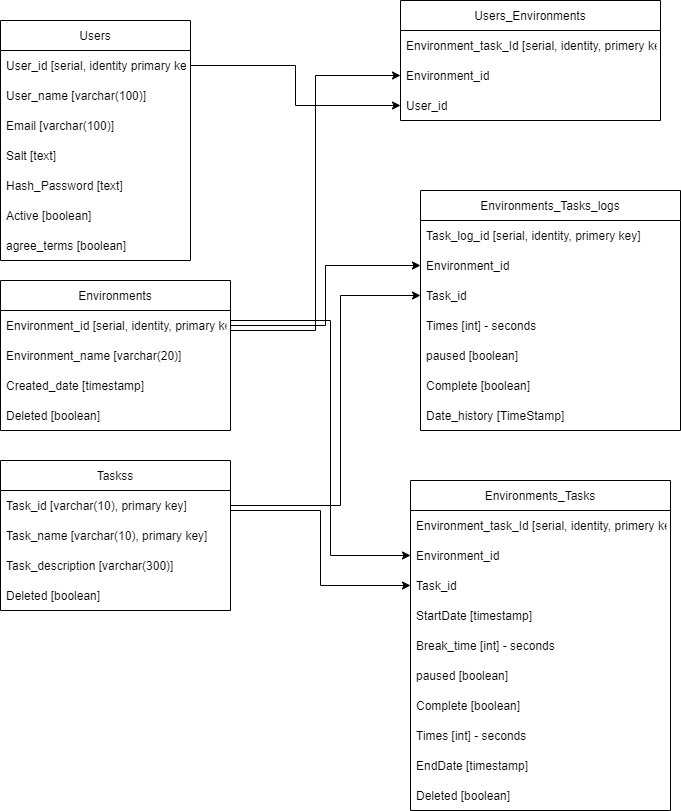 Users
User_id [serial, identity primary ke
User_name [varchar(100)]
Email [varchar(100)]
Salt [text]
Hash_Password [text]
Active [boolean]
agree_terms [boolean]
Environments
Environment_id [serial, identity, primary k
Environment_name [varchar(20)]
Created_date [timestamp]
Deleted [boolean]
Taskss
Task_id [varchar(10), primary key]
Task_name [varchar(10), primary key]
Task_description [varchar(300)]
Deleted [boolean]
Users_Environments
Environment_task_Id [serial, identity, primery k
Environment_id
User_id
Environments_Tasks_logs
Task_log_id [serial, identity, primery key]
Environment_id
Task_id
Times [int] - seconds
paused [boolean]
Complete [boolean]
Date_history [TimeStamp]
Environments_Tasks
Environment_task_Id [serial, identity, primery k
Environment_id
Task_id
StartDate [timestamp]
Break_time [int] - seconds
paused [boolean]
Complete [boolean]
Times [int] - seconds
EndDate [timestamp]
Deleted [boolean]